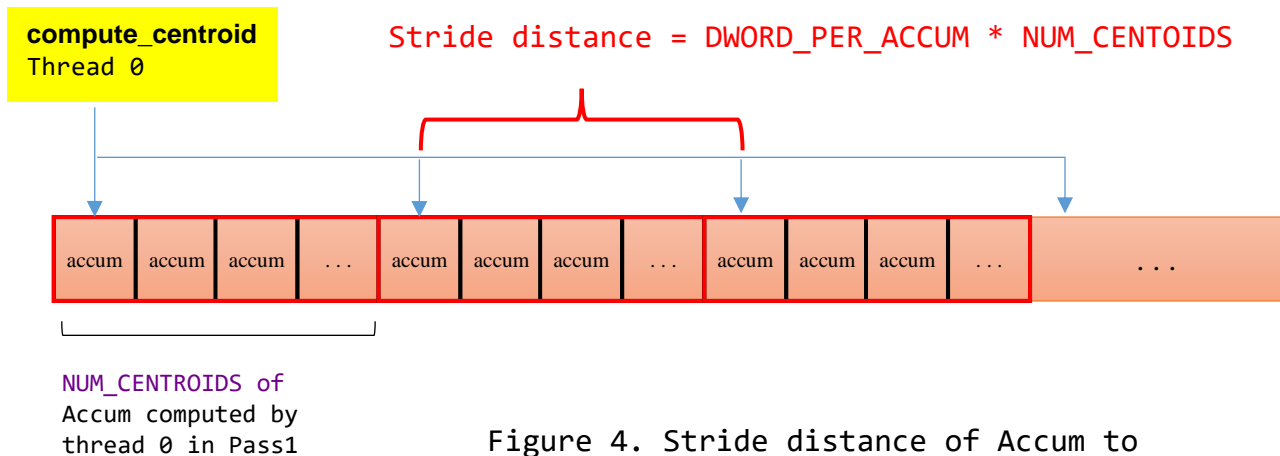 compute_centroid
Thread 0
Stride distance = DWORD_PER_ACCUM * NUM_CENTOIDS
accum accum accum ... accum accum accum ... accum accum accum ... ...
NUM_CENTROIDS of
Accum computed by
thread 0 in Pass1
Figure 4. Stride distance of Accum to